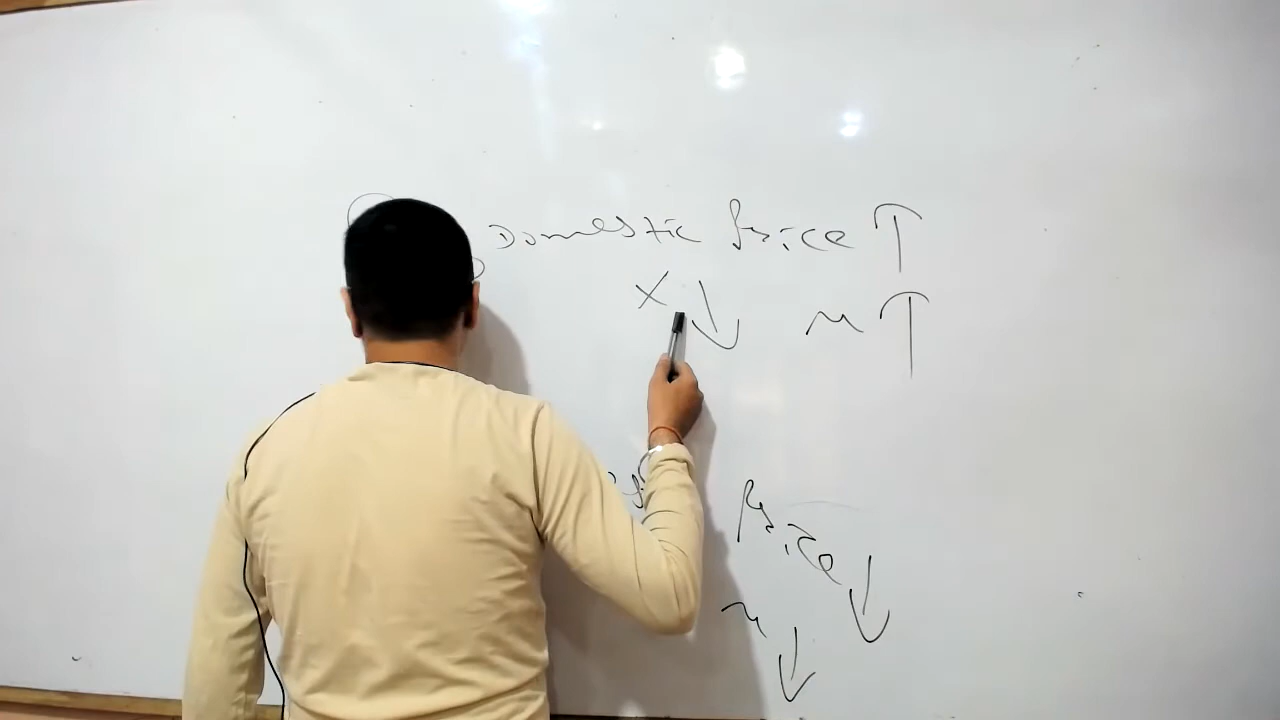 Domestic Price ↑
X ↓ M ↑
Price ↓
M ↓